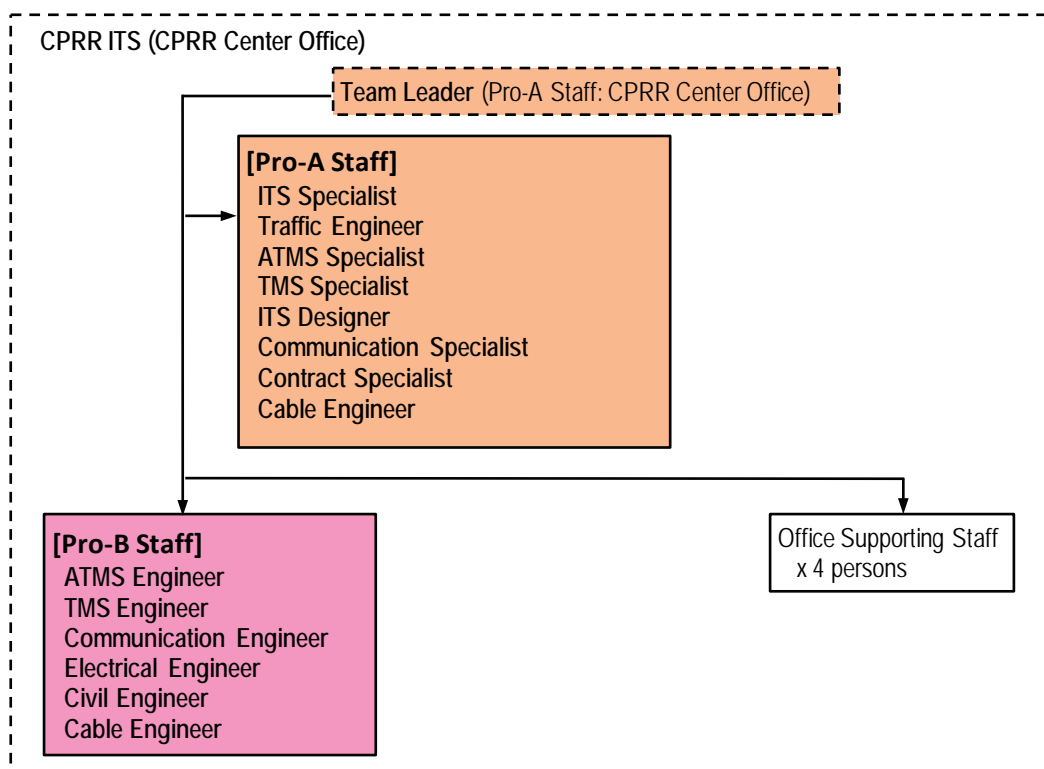 CPRR ITS (CPRR Center Office)
Team Leader (Pro-A Staff: CPRR Center Office)
[Pro-A Staff]
ITS Specialist
Traffic Engineer
ATMS Specialist
TMS Specialist
ITS Designer
Communication Specialist
Contract Specialist
Cable Engineer
[Pro-B Staff]
ATMS Engineer
TMS Engineer
Communication Engineer
Electrical Engineer
Civil Engineer
Cable Engineer
Office Supporting Staff
x 4 persons